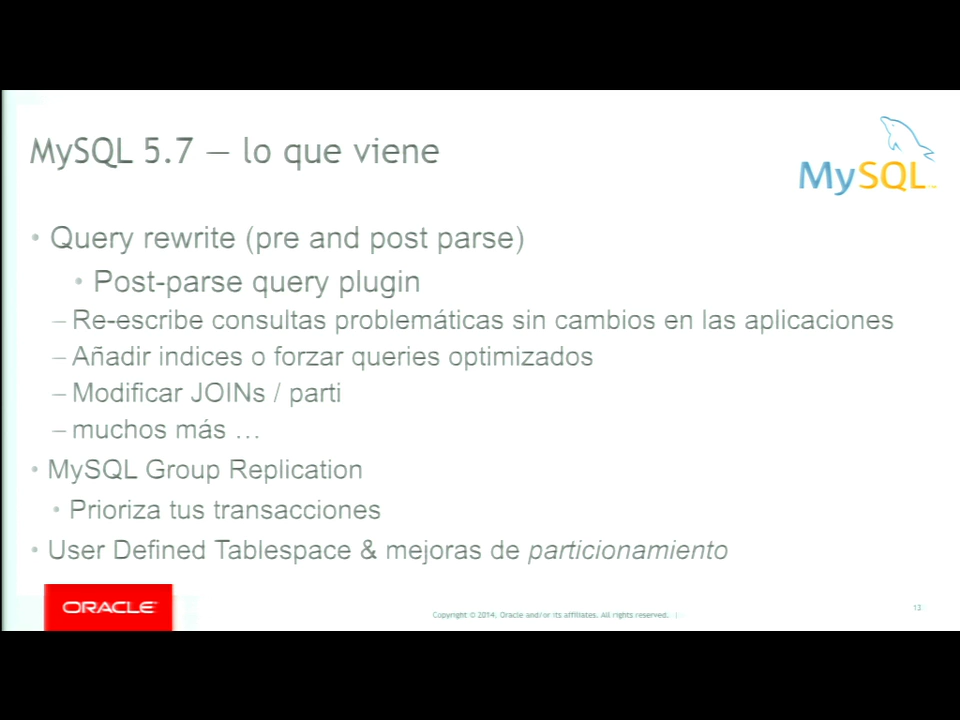 MySQL 5.7 — lo que viene
MySQL™
• Query rewrite (pre and post parse)
• Post-parse query plugin
– Re-escribe consultas problemáticas sin cambios en las aplicaciones
– Añadir indices o forzar queries optimizados
– Modificar JOINs / parti
– muchos más …
• MySQL Group Replication
• Prioriza tus transacciones
• User Defined Tablespace & mejoras de particionamiento
ORACLE
Copyright © 2014, Oracle and/or its affiliates. All rights reserved. |
13